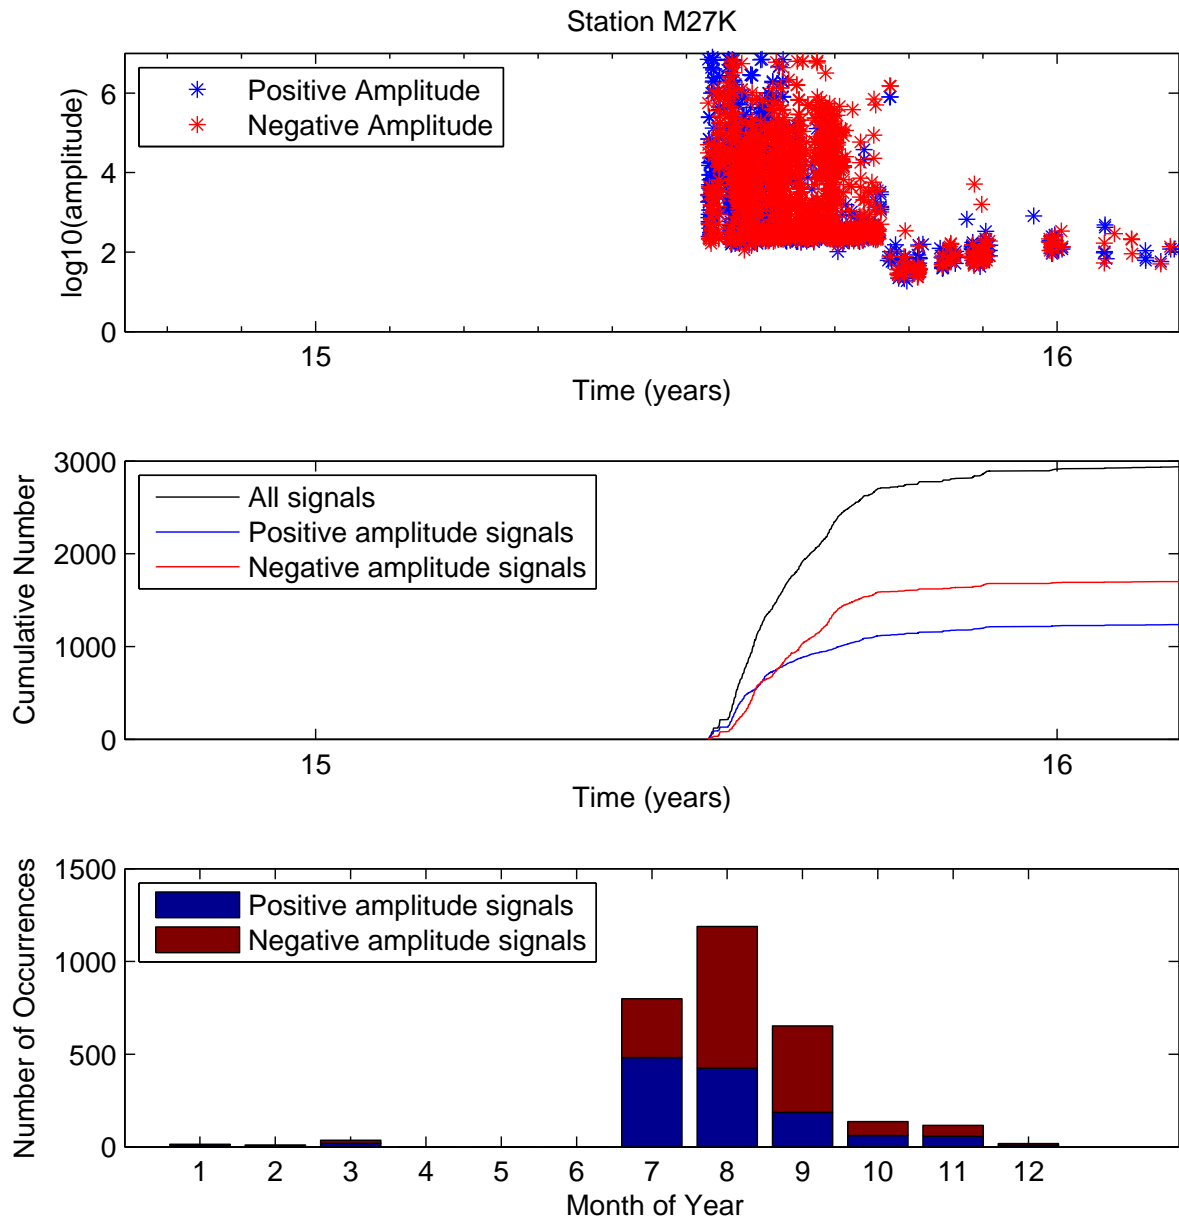 Station M27K
Positive Amplitude
Negative Amplitude
log10(amplitude)
6
4
2
0
15
16
Time (years)
All signals
Positive amplitude signals
Negative amplitude signals
Cumulative Number
3000
2000
1000
0
15
16
Time (years)
Positive amplitude signals
Negative amplitude signals
Number of Occurrences
1500
1000
500
0
1 2 3 4 5 6 7 8 9 10 11 12
Month of Year